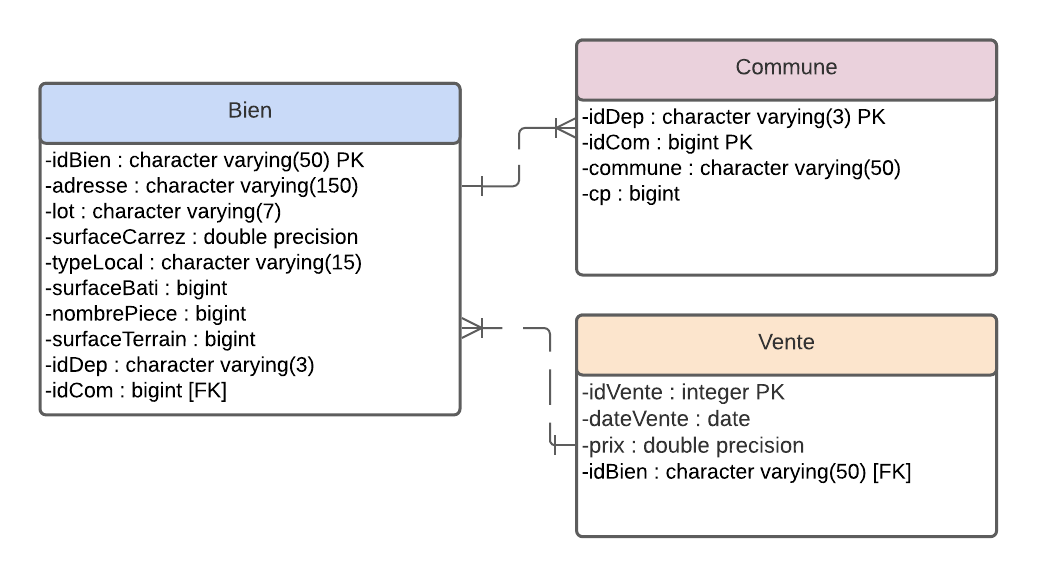 Bien
-idBien : character varying(50) PK
-adresse : character varying(150)
-lot : character varying(7)
-surfaceCarrez : double precision
-typeLocal : character varying(15)
-surfaceBati : bigint
-nombrePiece : bigint
-surfaceTerrain : bigint
-idDep : character varying(3)
-idCom : bigint [FK]
Commune
-idDep : character varying(3) PK
-idCom : bigint PK
-commune : character varying(50)
-cp : bigint
Vente
-idVente : integer PK
-dateVente : date
-prix : double precision
-idBien : character varying(50) [FK]